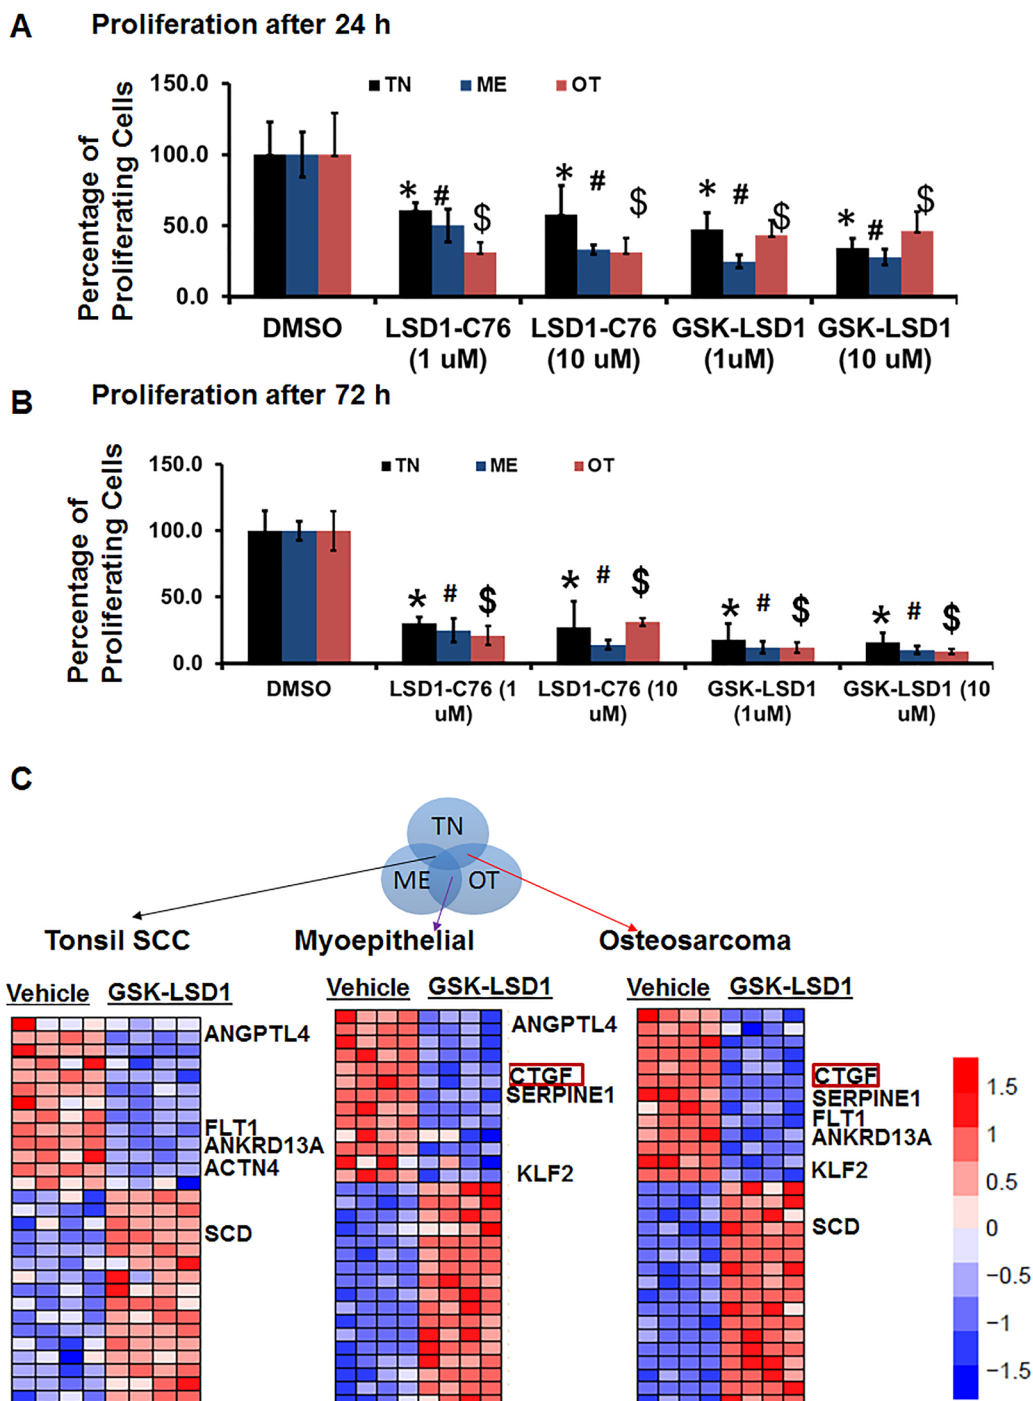 A Proliferation after 24 h
Percentage of
Proliferating Cells
150.0
100.0
50.0
0.0
TN ME OT
* # $ * # $ * # $ * # $
DMSO LSD1-C76 LSD1-C76 GSK-LSD1 GSK-LSD1
(1 uM) (10 uM) (1uM) (10 uM)
B Proliferation after 72 h
Percentage of
Proliferating Cells
150.0
100.0
50.0
0.0
TN ME OT
* # $ * # $ * # $ * # $
DMSO LSD1-C76 (1 LSD1-C76 (10 GSK-LSD1 GSK-LSD1 (10
uM) uM) (1uM) uM)
C
TN
ME OT
Tonsil SCC Myoepithelial Osteosarcoma
Vehicle GSK-LSD1
ANGPTL4
FLT1
ANKRD13A
ACTN4
SCD
Vehicle GSK-LSD1
ANGPTL4
CTGF
SERPINE1
KLF2
Vehicle GSK-LSD1
CTGF
SERPINE1
FLT1
ANKRD13A
KLF2
SCD
1.5
1
0.5
0
−0.5
−1
−1.5